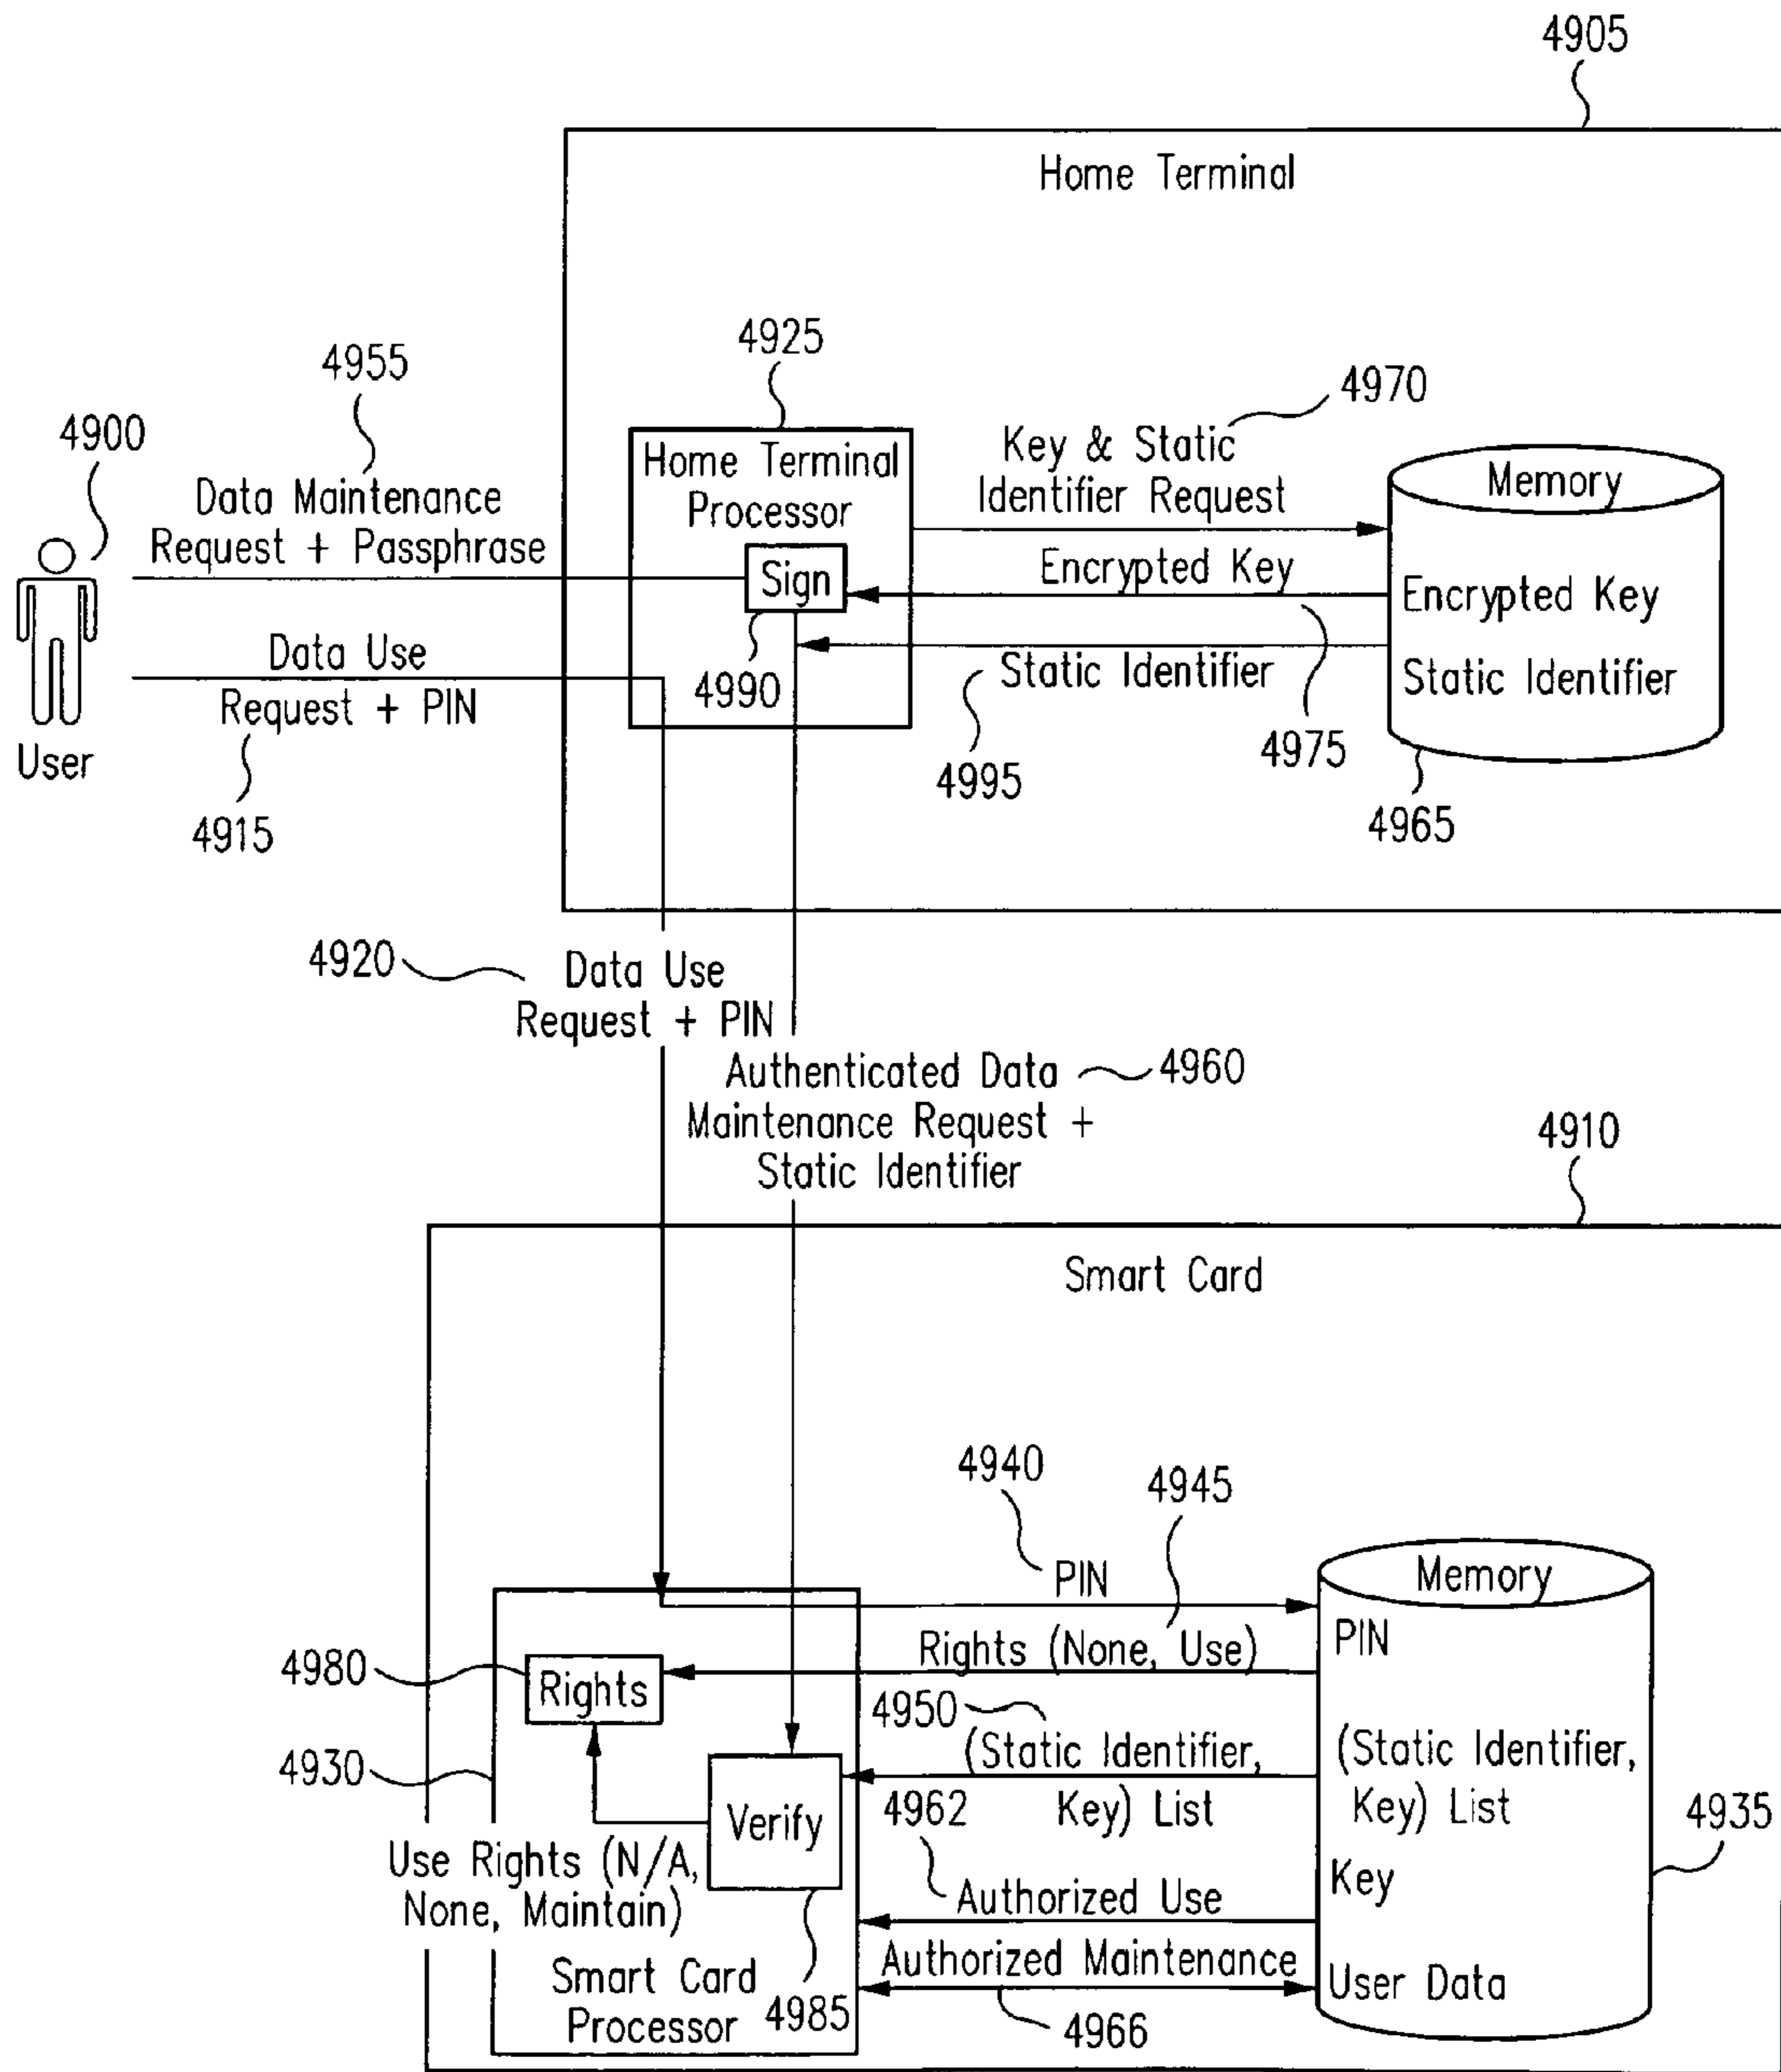 4905
Home Terminal
4925
4955
4970
4900
Home Terminal
Processor
Key & Static
Identifier Request
Memory
Data Maintenance
Request + Passphrase
Sign
Encrypted Key
Encrypted Key
Data Use
Request + PIN
4990
Static Identifier
Static Identifier
User
4995
4975
4915
4965
4920
Data Use
Request + PIN
Authenticated Data
Maintenance Request +
Static Identifier
4960
4910
Smart Card
4940
4945
PIN
Memory
PIN
Rights (None, Use)
4980
Rights
4950
(Static Identifier,
Key) List
(Static Identifier,
Key) List
4930
Verify
4962
4935
Use Rights (N/A,
None, Maintain)
Key
Authorized Use
Authorized Maintenance
User Data
Smart Card
Processor
4985
4966